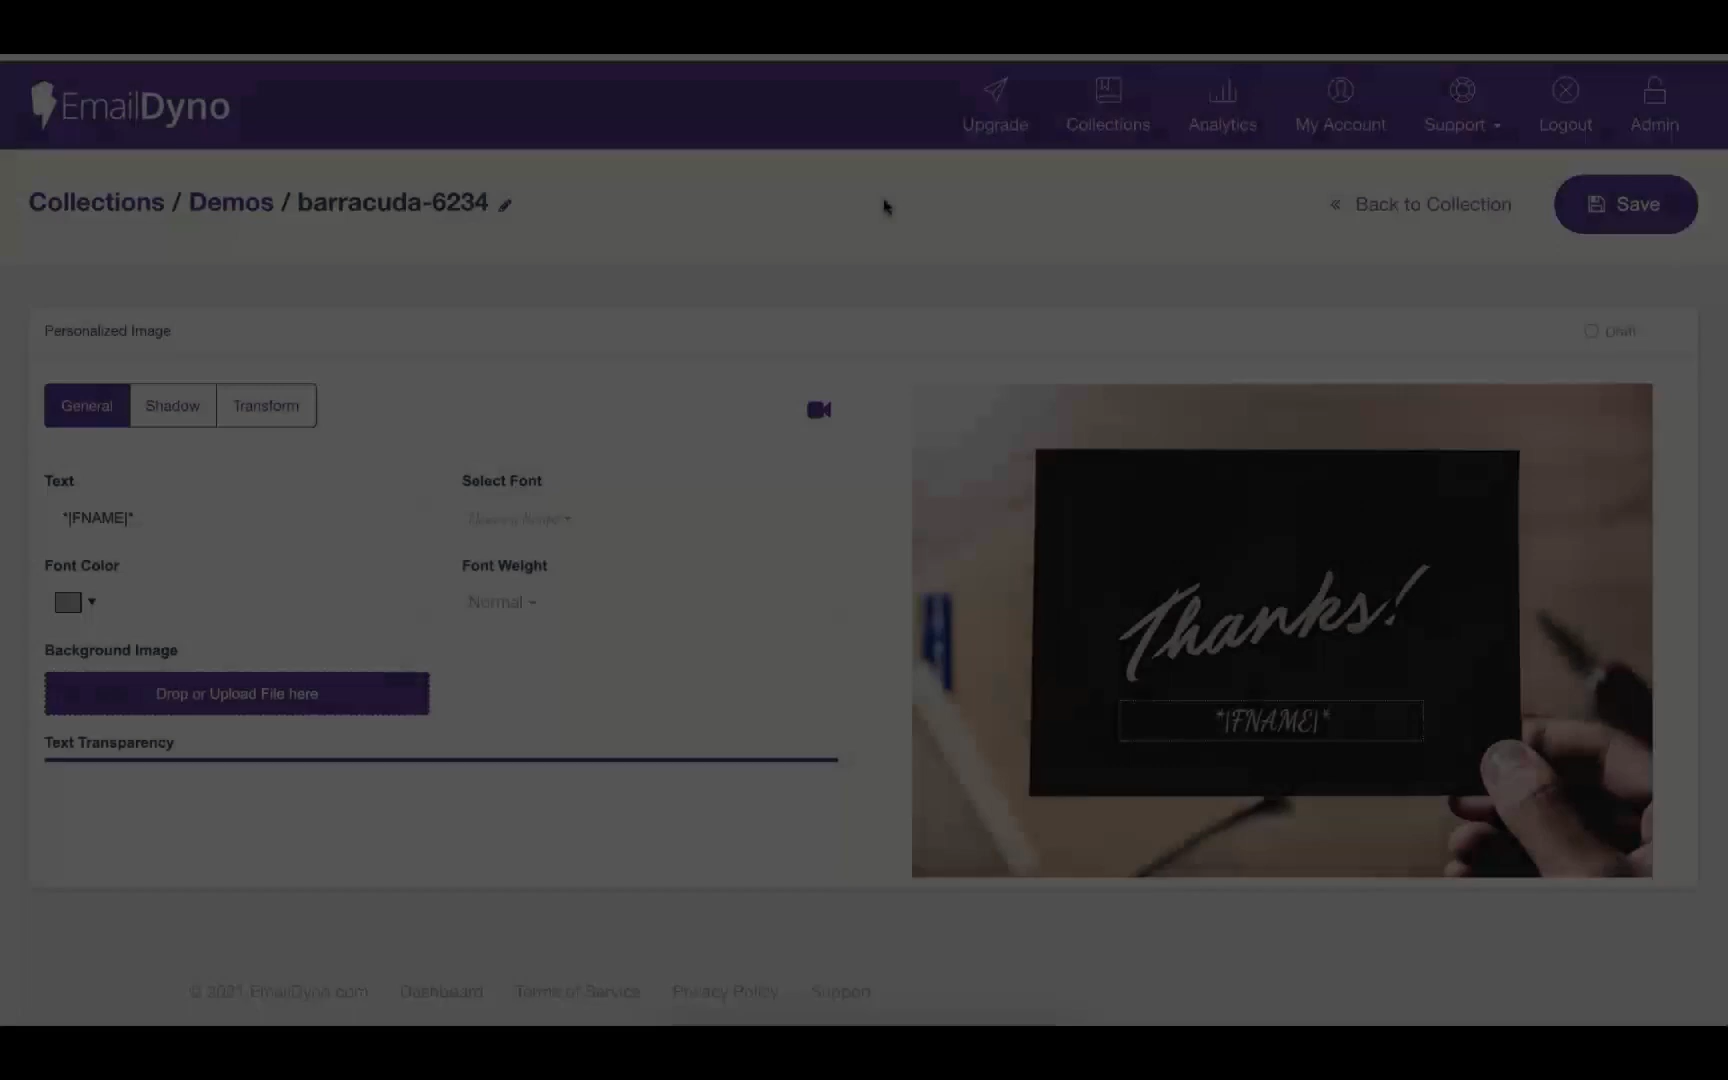 EmailDyno
Upgrade
Collections
Analytics
My Account
Support
Logout
Admin
Collections / Demos / barracuda-6234
« Back to Collection
Save
Personalized Image
Draft
General
Shadow
Transform
Text
Select Font
*|FNAME|*
Font Color
Font Weight
Normal
Background Image
Drop or Upload File here
Text Transparency
Thanks!
*|FNAME|*
© 2021 EmailDyno.com
Dashboard
Terms of Service
Privacy Policy
Support